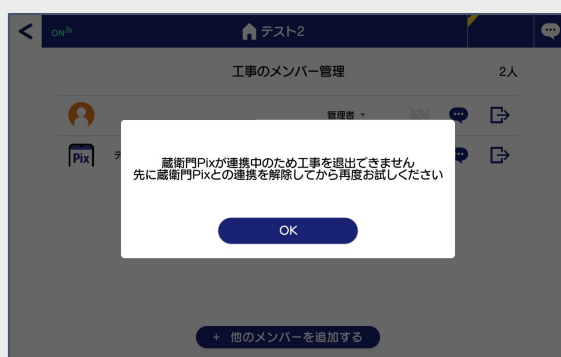 ON
テスト2
工事のメンバー管理
2人
管理者
Pix
テ
蔵衛門Pixが連携中のため工事を退出できません
先に蔵衛門Pixとの連携を解除してから再度お試しください
OK
+ 他のメンバーを追加する